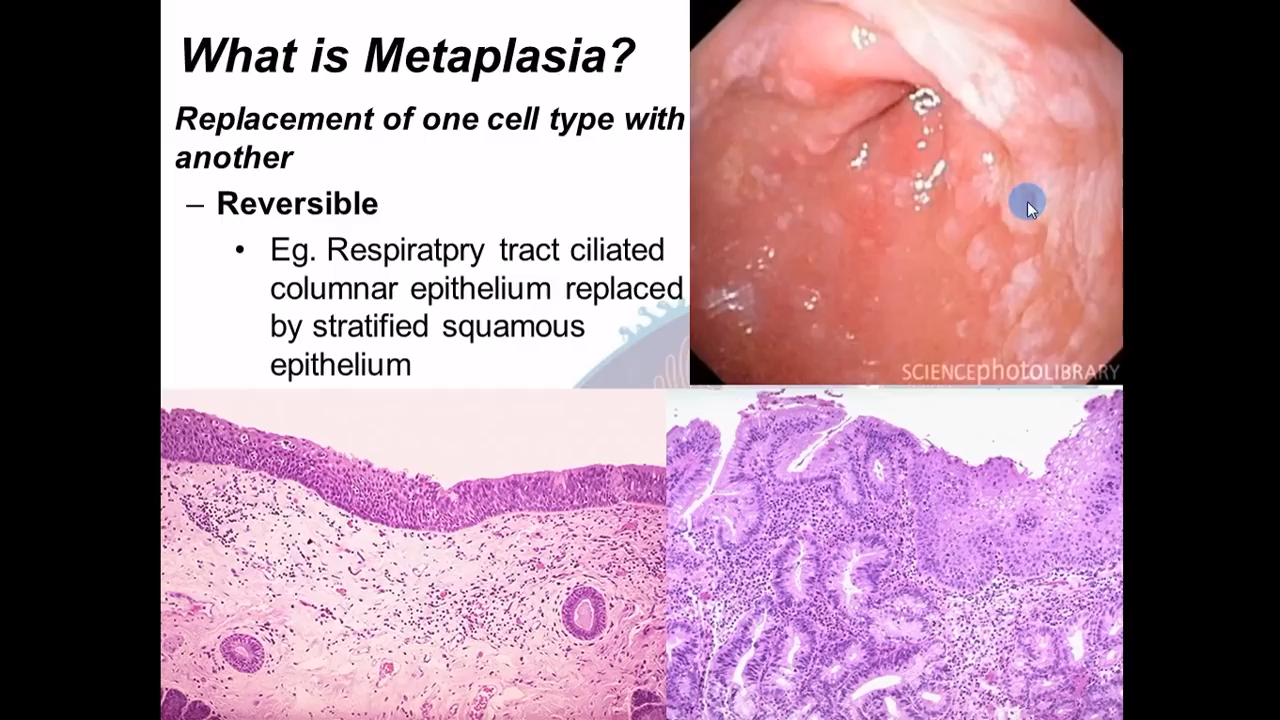 What is Metaplasia?
Replacement of one cell type with
another
– Reversible
• Eg. Respiratpry tract ciliated
columnar epithelium replaced
by stratified squamous
epithelium
SCIENCEPHOTOLIBRARY